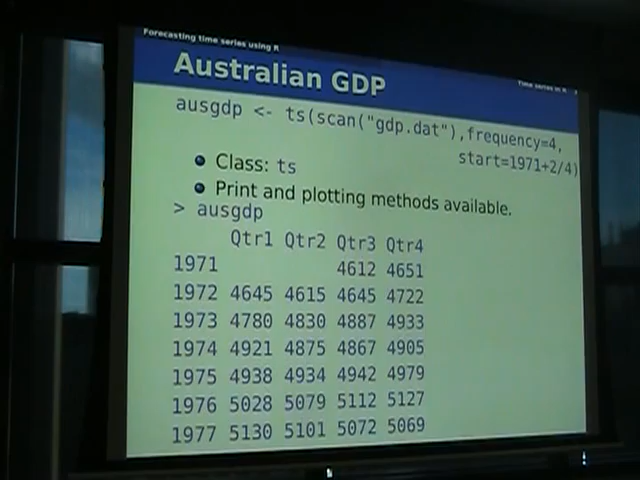 Forecasting time series using R
Time series in R
Australian GDP
ausgdp <- ts(scan("gdp.dat"),frequency=4,
start=1971+2/4)
Class: ts
Print and plotting methods available.
> ausgdp
Qtr1 Qtr2 Qtr3 Qtr4
1971 4612 4651
1972 4645 4615 4645 4722
1973 4780 4830 4887 4933
1974 4921 4875 4867 4905
1975 4938 4934 4942 4979
1976 5028 5079 5112 5127
1977 5130 5101 5072 5069